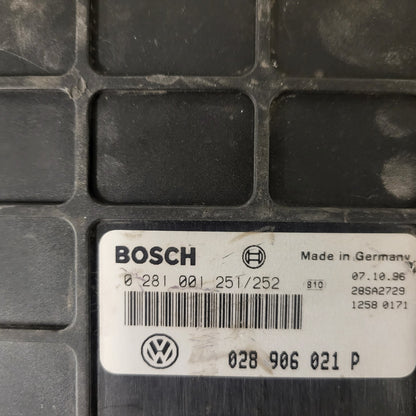 BOSCH Made in Germany
0 281 001 251/252 810 07.10.96
28SA2729
1258 0171
028 906 021 P